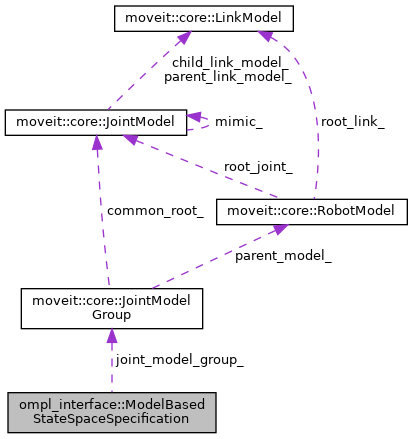 moveit::core::LinkModel
child_link_model_
parent_link_model_
moveit::core::JointModel
mimic_
root_link_
root_joint_
common_root_
moveit::core::RobotModel
parent_model_
moveit::core::JointModel
Group
joint_model_group_
ompl_interface::ModelBased
StateSpaceSpecification